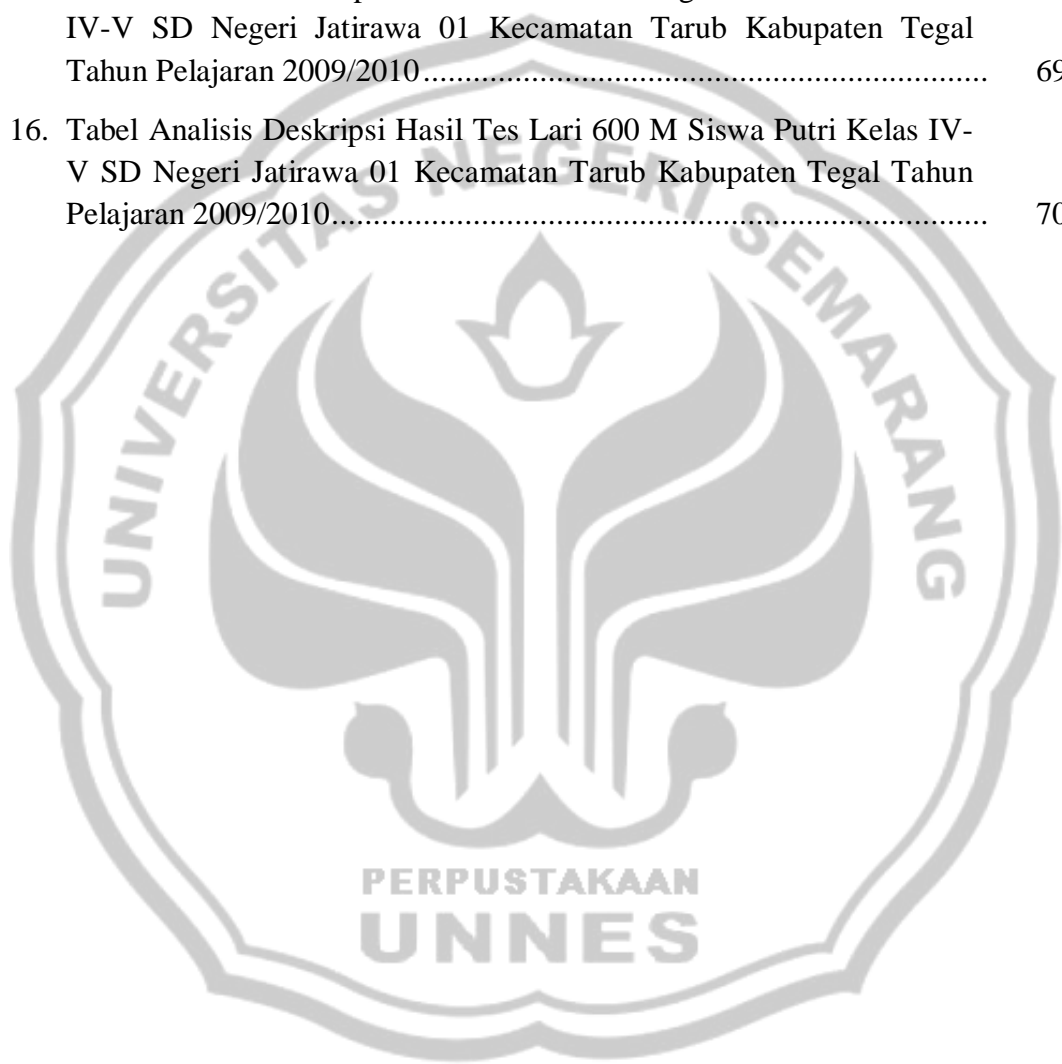 IV-V SD Negeri Jatirawa 01 Kecamatan Tarub Kabupaten Tegal
Tahun Pelajaran 2009/2010 ................................................................... 69
16. Tabel Analisis Deskripsi Hasil Tes Lari 600 M Siswa Putri Kelas IV-
V SD Negeri Jatirawa 01 Kecamatan Tarub Kabupaten Tegal Tahun
Pelajaran 2009/2010.............................................................................. 70
UNIVERSITAS NEGERI SEMARANG
PERPUSTAKAAN
UNNES